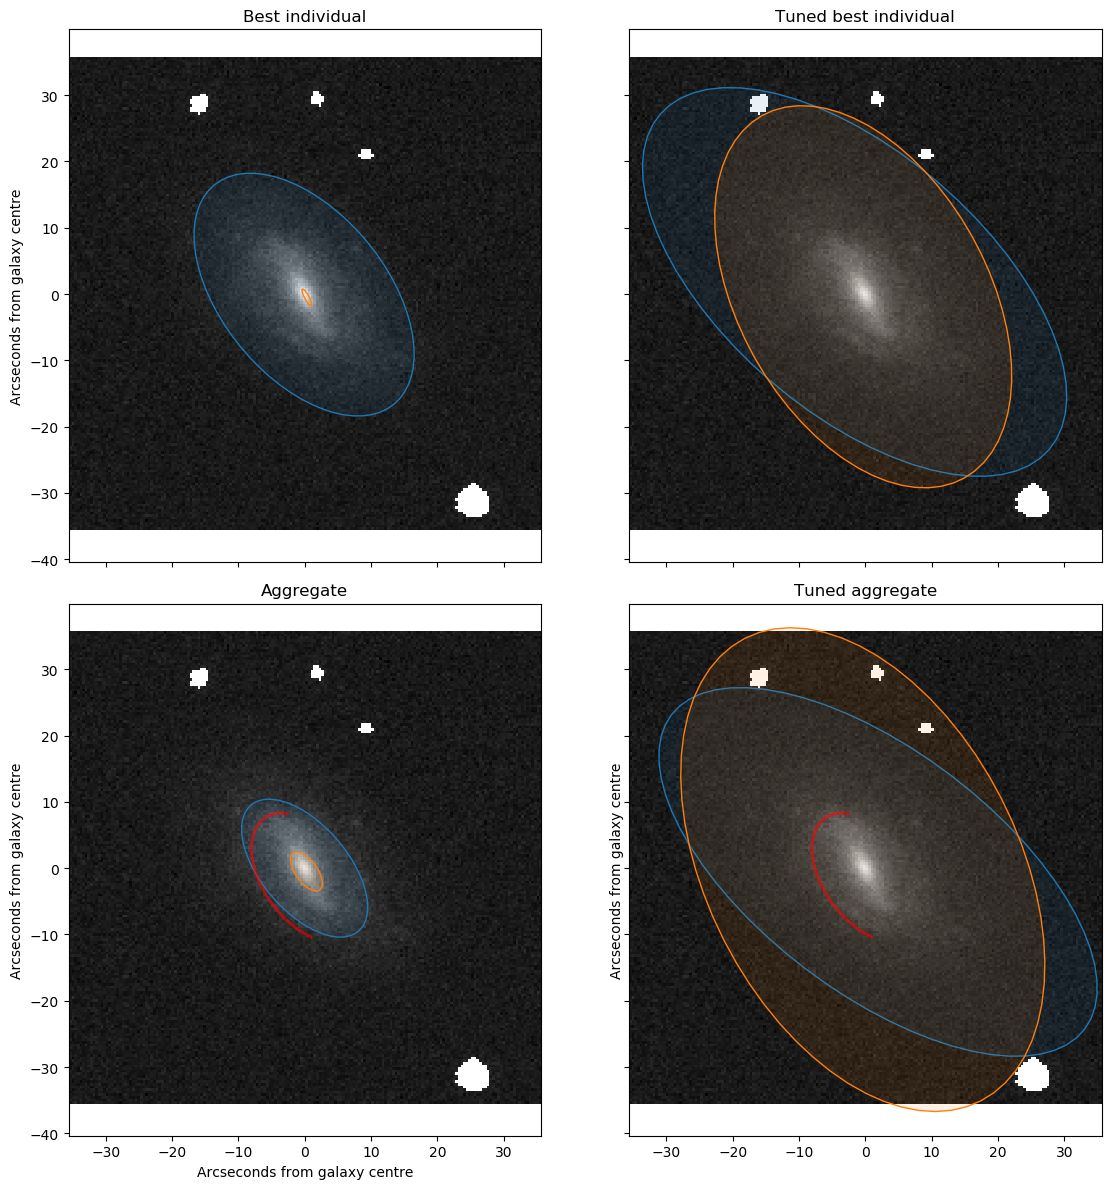 Best individual
Tuned best individual
30
20
10
0
−10
−20
−30
−40
Arcseconds from galaxy centre
Aggregate
Tuned aggregate
30
20
10
0
−10
−20
−30
−40
Arcseconds from galaxy centre
Arcseconds from galaxy centre
−30 −20 −10 0 10 20 30
−30 −20 −10 0 10 20 30
Arcseconds from galaxy centre